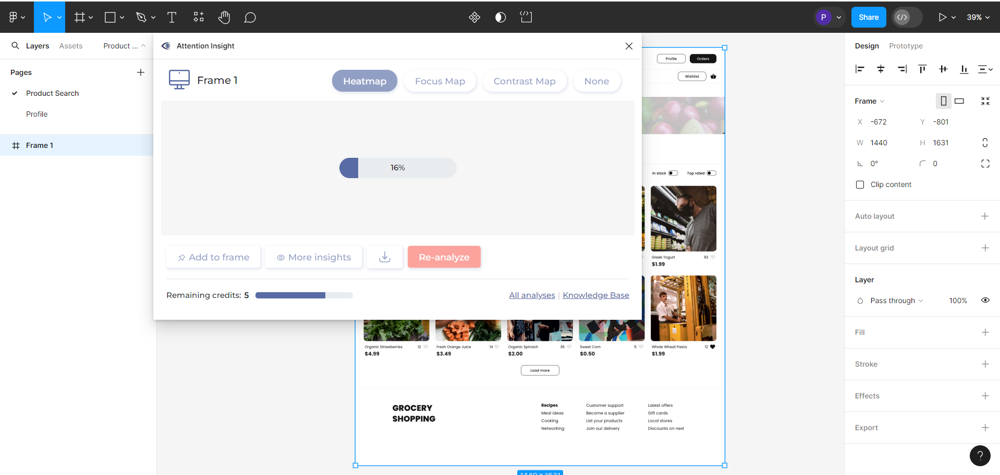 P
Share
39%
Layers
Assets
Product ...
Pages
Product Search
Profile
Frame 1
Attention Insight
Frame 1
Heatmap
Focus Map
Contrast Map
None
16%
Add to frame
More insights
Re-analyze
Remaining credits: 5
All analyses | Knowledge Base
Profile
Orders
Wishlist
In stock
Top rated
Greek Yogurt 93
$1.99
Organic Strawberries 12
$4.99
Fresh Orange Juice 14
$3.49
Organic Spinach 36
$2.00
Sweet Corn 5
$0.50
Whole Wheat Pasta 12
$1.99
Load more
GROCERY
SHOPPING
Recipes
Meal ideas
Cooking
Networking
Customer support
Become a supplier
List your products
Join our delivery
Latest offers
Gift cards
Local stores
Discounts on next
1440 × 1631
Design
Prototype
Frame
X -672
Y -801
W 1440
H 1631
0°
0
Clip content
Auto layout
Layout grid
Layer
Pass through
100%
Fill
Stroke
Effects
Export
?